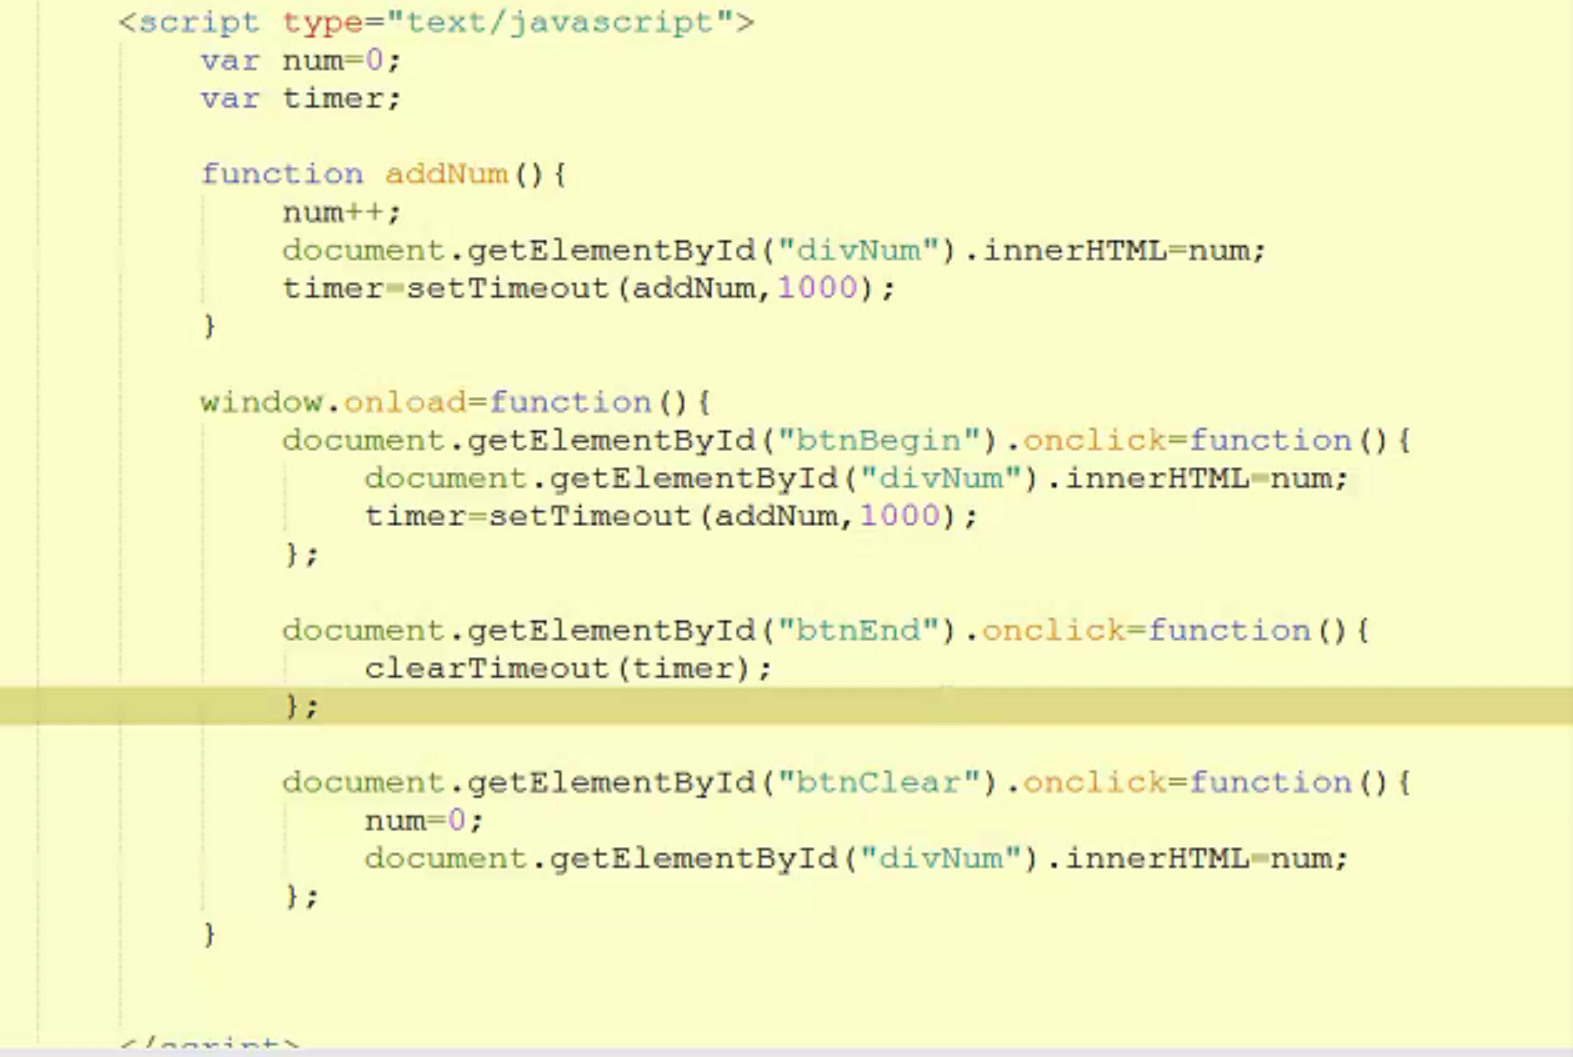 <script type="text/javascript">
var num=0;
var timer;
function addNum(){
num++;
document.getElementById("divNum").innerHTML=num;
timer=setTimeout(addNum,1000);
}
window.onload=function(){
document.getElementById("btnBegin").onclick=function(){
document.getElementById("divNum").innerHTML=num;
timer=setTimeout(addNum,1000);
};
document.getElementById("btnEnd").onclick=function(){
clearTimeout(timer);
};
document.getElementById("btnClear").onclick=function(){
num=0;
document.getElementById("divNum").innerHTML=num;
};
}
</script>